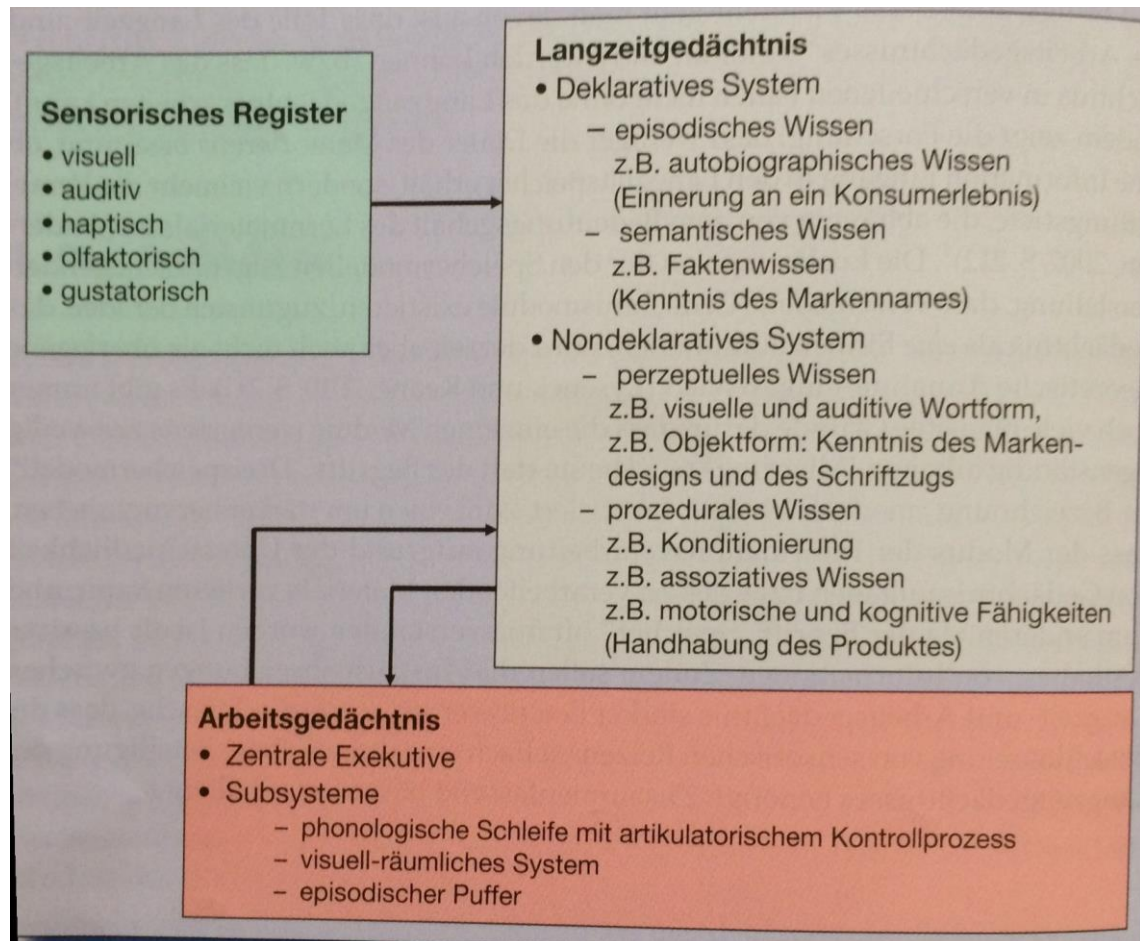 Sensorisches Register
• visuell
• auditiv
• haptisch
• olfaktorisch
• gustatorisch
Langzeitgedächtnis
• Deklaratives System
– episodisches Wissen
z.B. autobiographisches Wissen
(Einnerung an ein Konsumerlebnis)
– semantisches Wissen
z.B. Faktenwissen
(Kenntnis des Markennames)
• Nondeklaratives System
– perzeptuelles Wissen
z.B. visuelle und auditive Wortform,
z.B. Objektform: Kenntnis des Marken-
designs und des Schriftzugs
– prozedurales Wissen
z.B. Konditionierung
z.B. assoziatives Wissen
z.B. motorische und kognitive Fähigkeiten
(Handhabung des Produktes)
Arbeitsgedächtnis
• Zentrale Exekutive
• Subsysteme
– phonologische Schleife mit artikulatorischem Kontrollprozess
– visuell-räumliches System
– episodischer Puffer